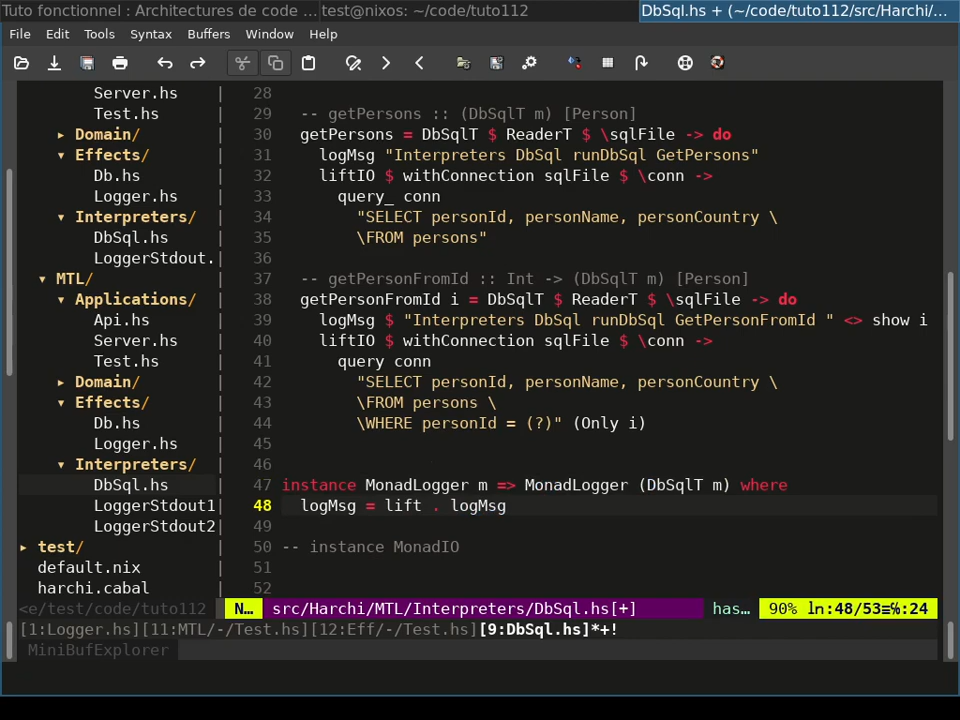 Tuto fonctionnel : Architectures de code ... test@nixos: ~/code/tuto112 DbSql.hs + (~/code/tuto112/src/Harchi/...
File Edit Tools Syntax Buffers Window Help
Server.hs | 28
Test.hs | 29 -- getPersons :: (DbSqlT m) [Person]
▸ Domain/ | 30 getPersons = DbSqlT $ ReaderT $ \sqlFile -> do
▾ Effects/ | 31 logMsg "Interpreters DbSql runDbSql GetPersons"
Db.hs | 32 liftIO $ withConnection sqlFile $ \conn ->
Logger.hs | 33 query_ conn
▾ Interpreters/ | 34 "SELECT personId, personName, personCountry \
DbSql.hs | 35 \FROM persons"
LoggerStdout.| 36
▾ MTL/ | 37 -- getPersonFromId :: Int -> (DbSqlT m) [Person]
▾ Applications/ | 38 getPersonFromId i = DbSqlT $ ReaderT $ \sqlFile -> do
Api.hs | 39 logMsg $ "Interpreters DbSql runDbSql GetPersonFromId " <> show i
Server.hs | 40 liftIO $ withConnection sqlFile $ \conn ->
Test.hs | 41 query conn
▸ Domain/ | 42 "SELECT personId, personName, personCountry \
▾ Effects/ | 43 \FROM persons \
Db.hs | 44 \WHERE personId = (?)" (Only i)
Logger.hs | 45
▾ Interpreters/ | 46
DbSql.hs | 47 instance MonadLogger m => MonadLogger (DbSqlT m) where
LoggerStdout1| 48 logMsg = lift . logMsg
LoggerStdout2| 49
▸ test/ | 50 -- instance MonadIO
default.nix | 51
harchi.cabal | 52
<e/test/code/tuto112 N… src/Harchi/MTL/Interpreters/DbSql.hs[+] has… 90% ln:48/53≡℅:24
[1:Logger.hs][11:MTL/-/Test.hs][12:Eff/-/Test.hs][9:DbSql.hs]*+!
MiniBufExplorer